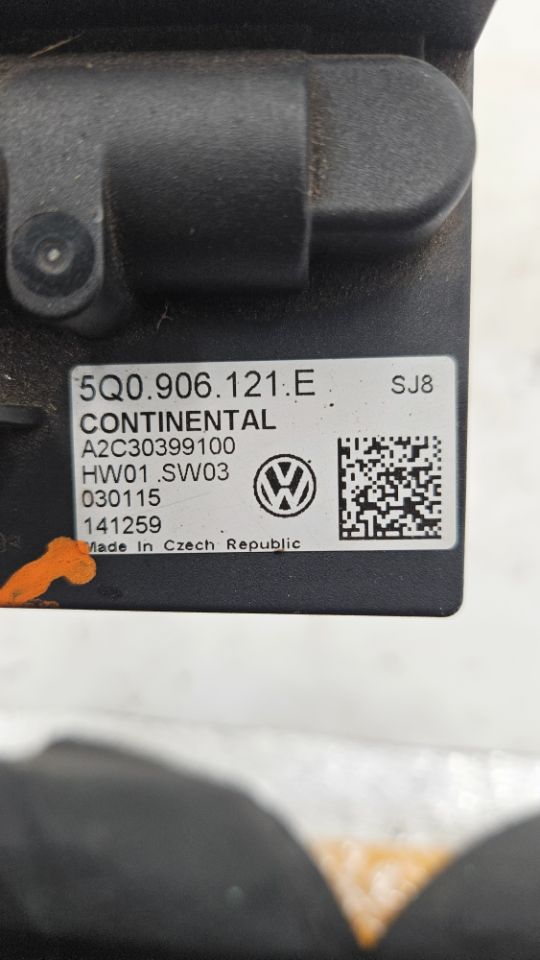 5Q0.906.121.E SJ8
CONTINENTAL
A2C30399100
HW01 .SW03
030115
141259
Made In Czech Republic